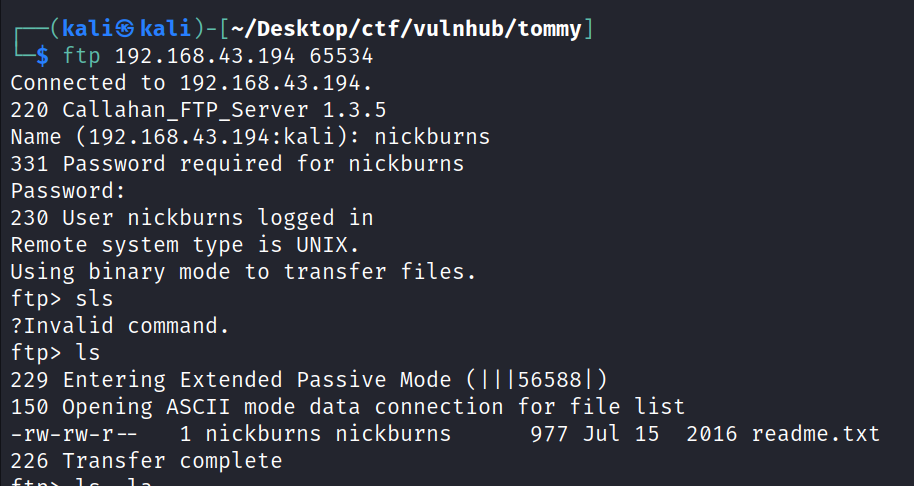 ┌──(kali㉿kali)-[~/Desktop/ctf/vulnhub/tommy]
└─$ ftp 192.168.43.194 65534
Connected to 192.168.43.194.
220 Callahan_FTP_Server 1.3.5
Name (192.168.43.194:kali): nickburns
331 Password required for nickburns
Password:
230 User nickburns logged in
Remote system type is UNIX.
Using binary mode to transfer files.
ftp> sls
?Invalid command.
ftp> ls
229 Entering Extended Passive Mode (|||56588|)
150 Opening ASCII mode data connection for file list
-rw-rw-r--   1 nickburns nickburns      977 Jul 15  2016 readme.txt
226 Transfer complete
ftp> ls -la